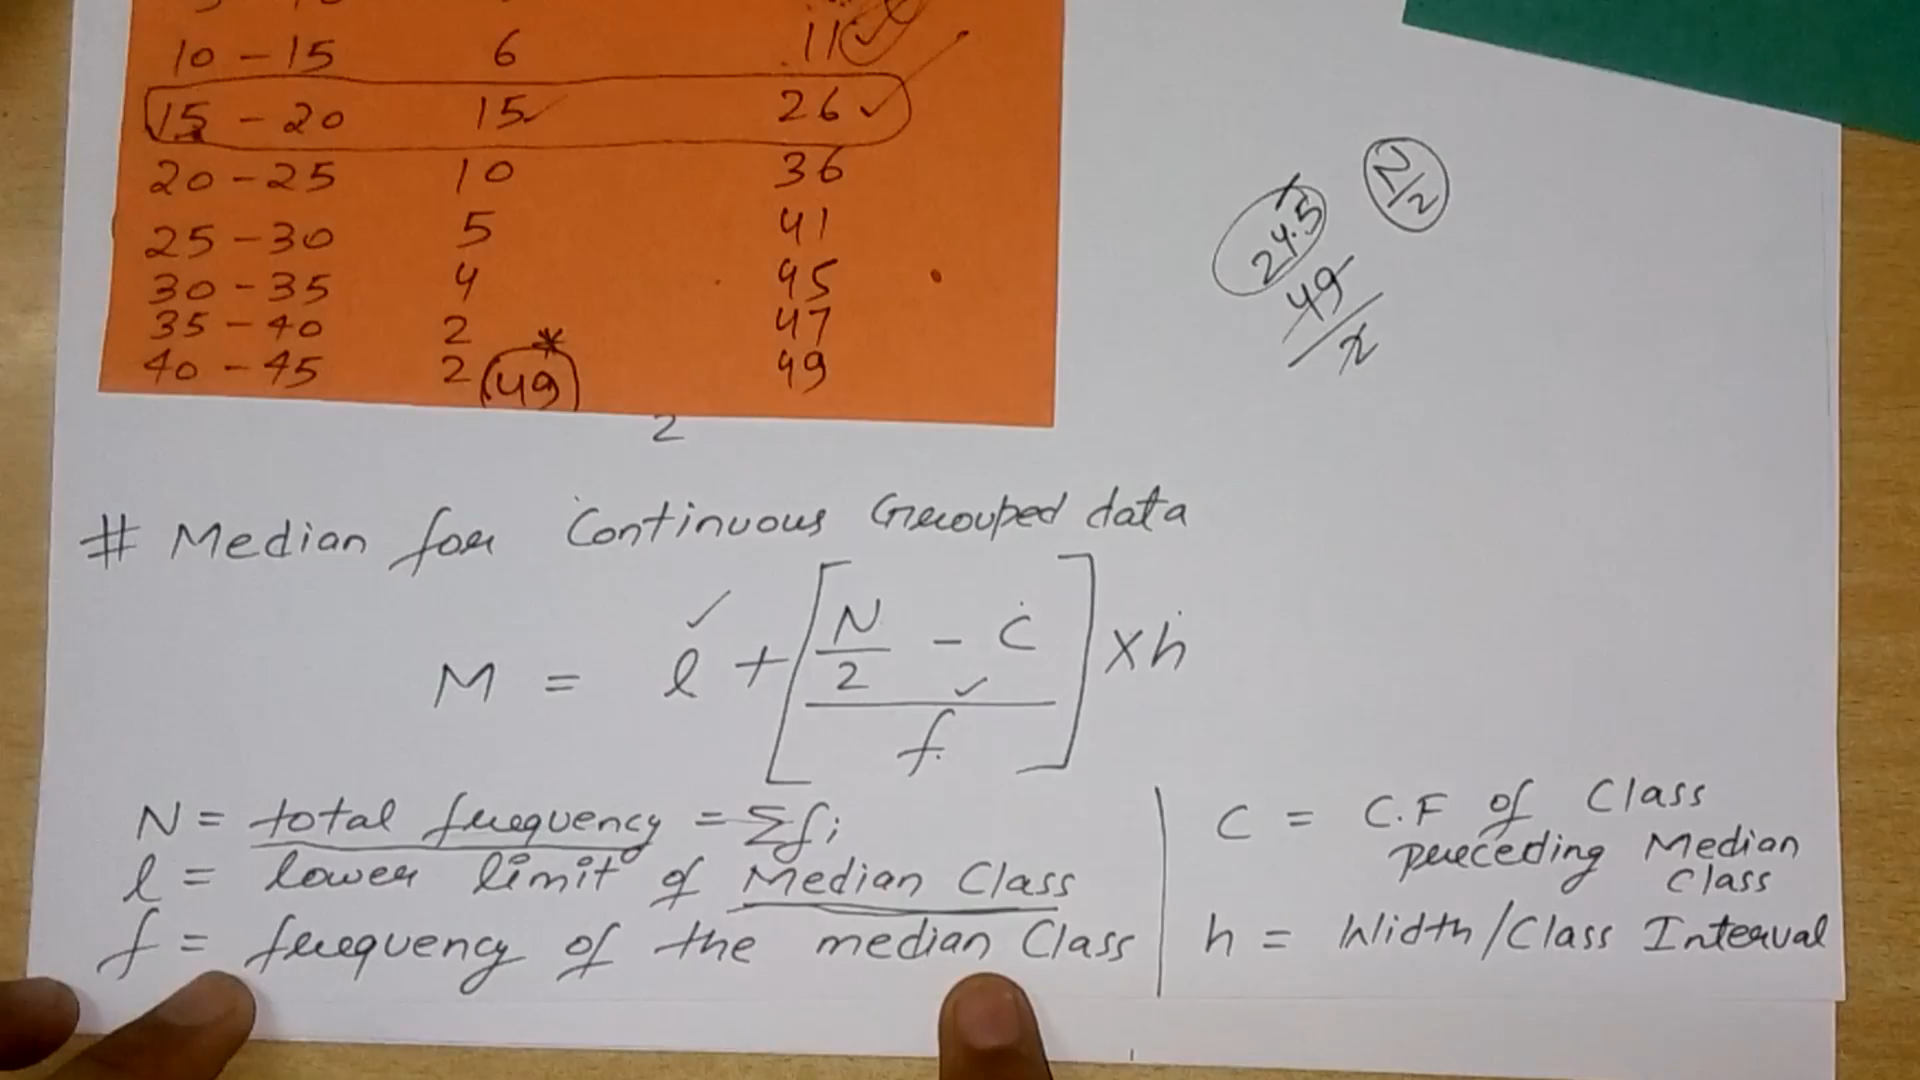 10 - 15 6 11
15 - 20 15 26
20 - 25 10 36
25 - 30 5 41
30 - 35 4 45
35 - 40 2 47
40 - 45 2 49 49
2
24.5
49/2
N/2
# Median for Continuous Grouped data
M = l + [N/2 - C / f] × h
N = total frequency = Σfi
l = lower limit of Median Class
f = frequency of the median Class
C = C.F of Class
preceding Median
Class
h = Width/Class Interval